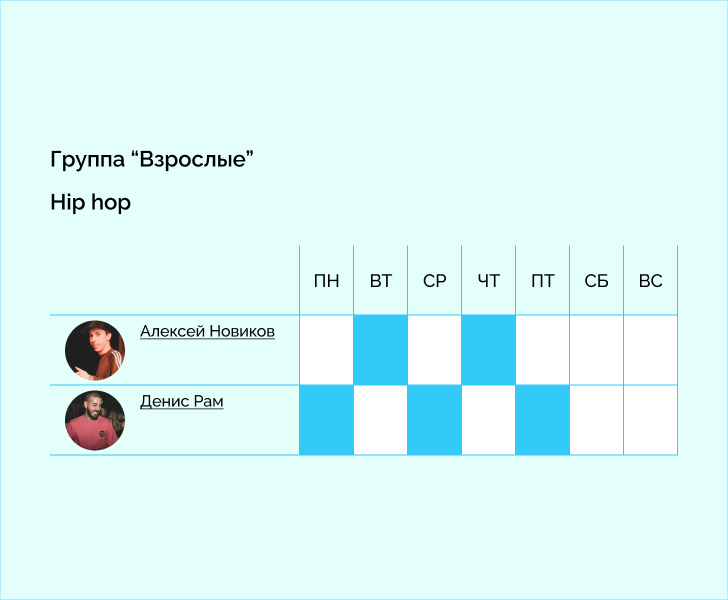 Группа “Взрослые”
Hip hop
ПН ВТ СР ЧТ ПТ СБ ВС
Алексей Новиков
Денис Рам